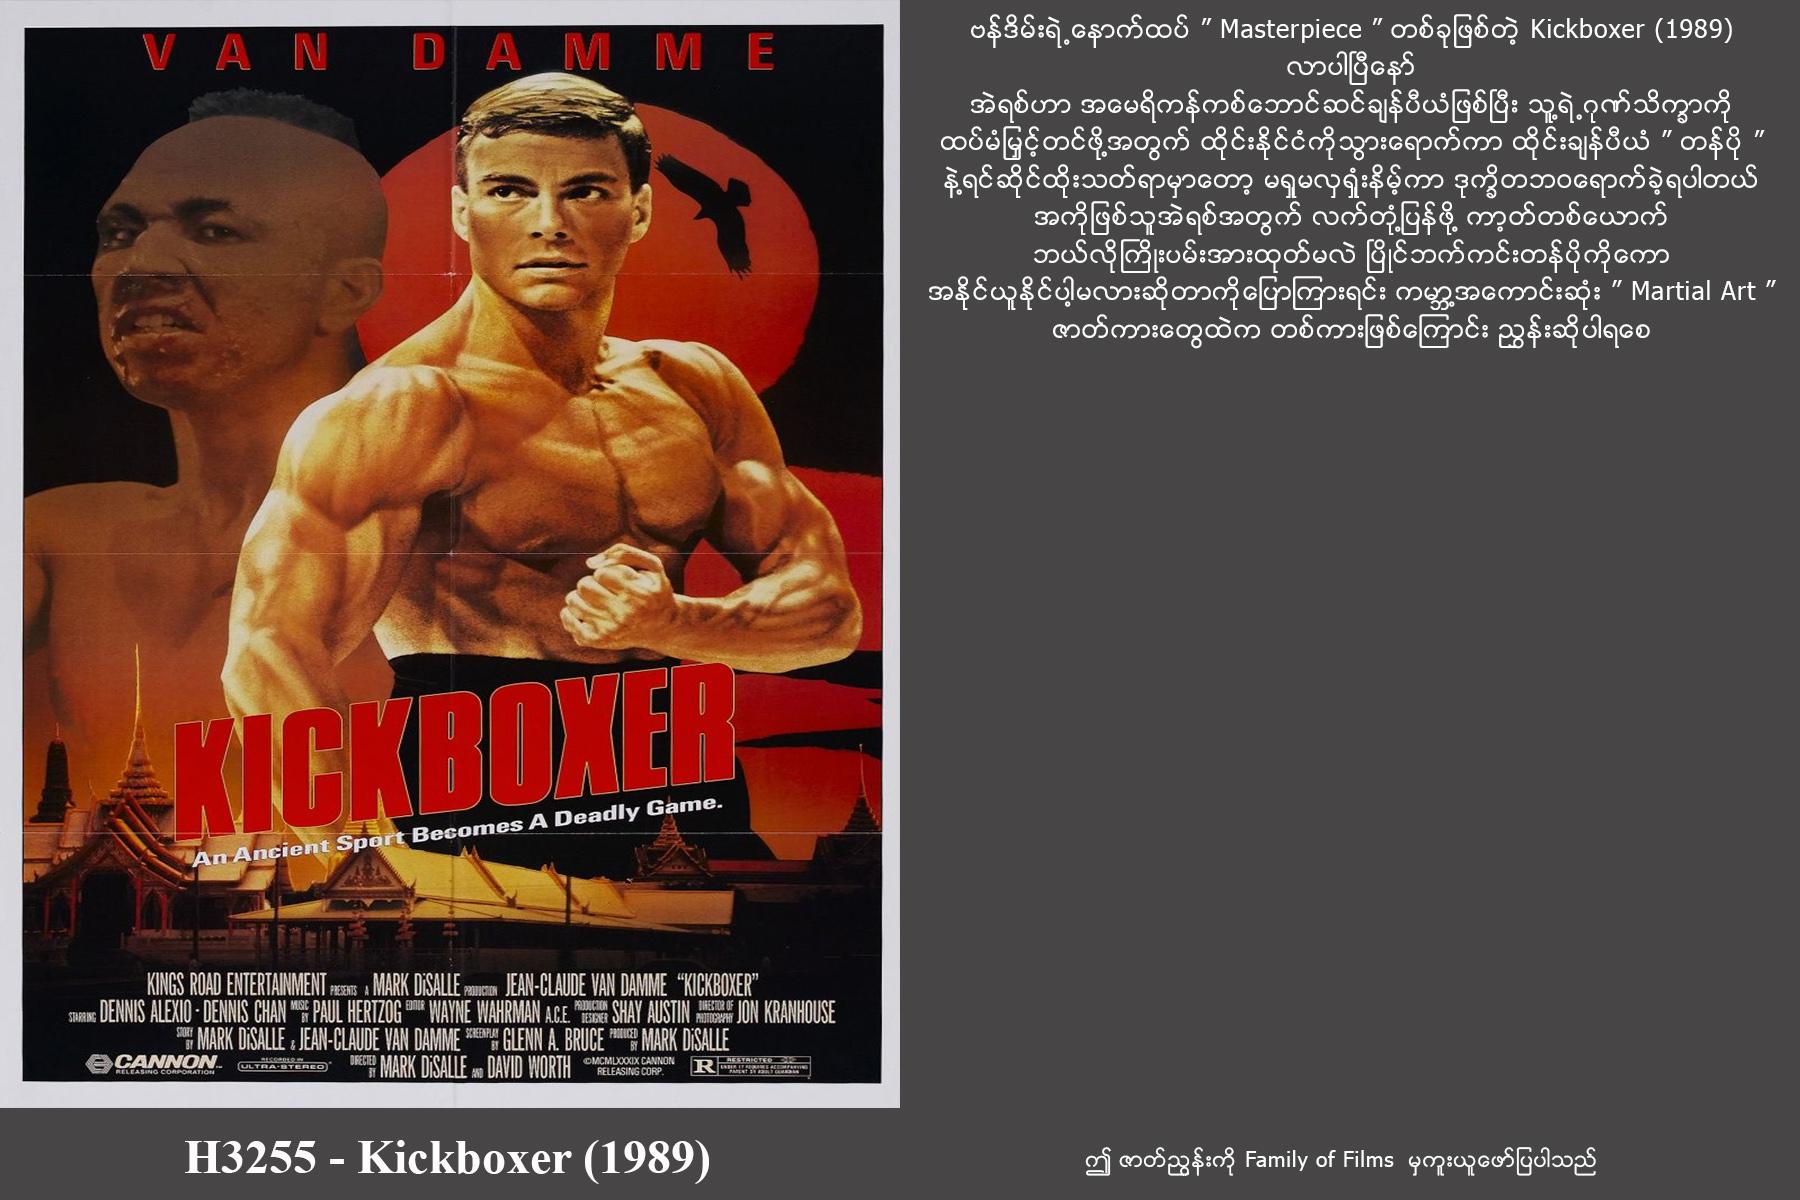 VAN DAMME
KICKBOXER
An Ancient Sport Becomes A Deadly Game.
KINGS ROAD ENTERTAINMENT PRESENTS A MARK DiSALLE PRODUCTION JEAN-CLAUDE VAN DAMME "KICKBOXER"
STARRING DENNIS ALEXIO - DENNIS CHAN MUSIC BY PAUL HERTZOG EDITOR WAYNE WAHRMAN A.C.E. PRODUCTION DESIGNER SHAY AUSTIN DIRECTOR OF PHOTOGRAPHY JON KRANHOUSE
STORY BY MARK DiSALLE & JEAN-CLAUDE VAN DAMME SCREENPLAY BY GLENN A. BRUCE PRODUCED BY MARK DiSALLE
CANNON RELEASING CORPORATION RECORDED IN ULTRA-STEREO DIRECTED BY MARK DiSALLE AND DAVID WORTH ©MCMLXXXIX CANNON RELEASING CORP. R RESTRICTED UNDER 17 REQUIRES ACCOMPANYING PARENT OR ADULT GUARDIAN
H3255 - Kickboxer (1989)
ဗန်ဒိမ်းရဲ့နောက်ထပ် ” Masterpiece ” တစ်ခုဖြစ်တဲ့ Kickboxer (1989)
လာပါပြီနော်
အဲရစ်ဟာ အမေရိကန်ကစ်ဘောင်ဆင်ချန်ပီယံဖြစ်ပြီး သူ့ရဲ့ဂုဏ်သိက္ခာကို
ထပ်မံမြှင့်တင်ဖို့အတွက် ထိုင်းနိုင်ငံကိုသွားရောက်ကာ ထိုင်းချန်ပီယံ ” တန်ပို ”
နဲ့ရင်ဆိုင်ထိုးသတ်ရာမှာတော့ မရှုမလှရှုံးနိမ့်ကာ ဒုက္ခိတဘဝရောက်ခဲ့ရပါတယ်
အကိုဖြစ်သူအဲရစ်အတွက် လက်တုံ့ပြန်ဖို့ ကာ့တ်တစ်ယောက်
ဘယ်လိုကြိုးပမ်းအားထုတ်မလဲ ပြိုင်ဘက်ကင်းတန်ပိုကိုကော
အနိုင်ယူနိုင်ပါ့မလားဆိုတာကိုပြောကြားရင်း ကမ္ဘာ့အကောင်းဆုံး ” Martial Art ”
ဇာတ်ကားတွေထဲက တစ်ကားဖြစ်ကြောင်း ညွှန်းဆိုပါရစေ
ဤ ဇာတ်ညွှန်းကို Family of Films မှကူးယူဖော်ပြပါသည်